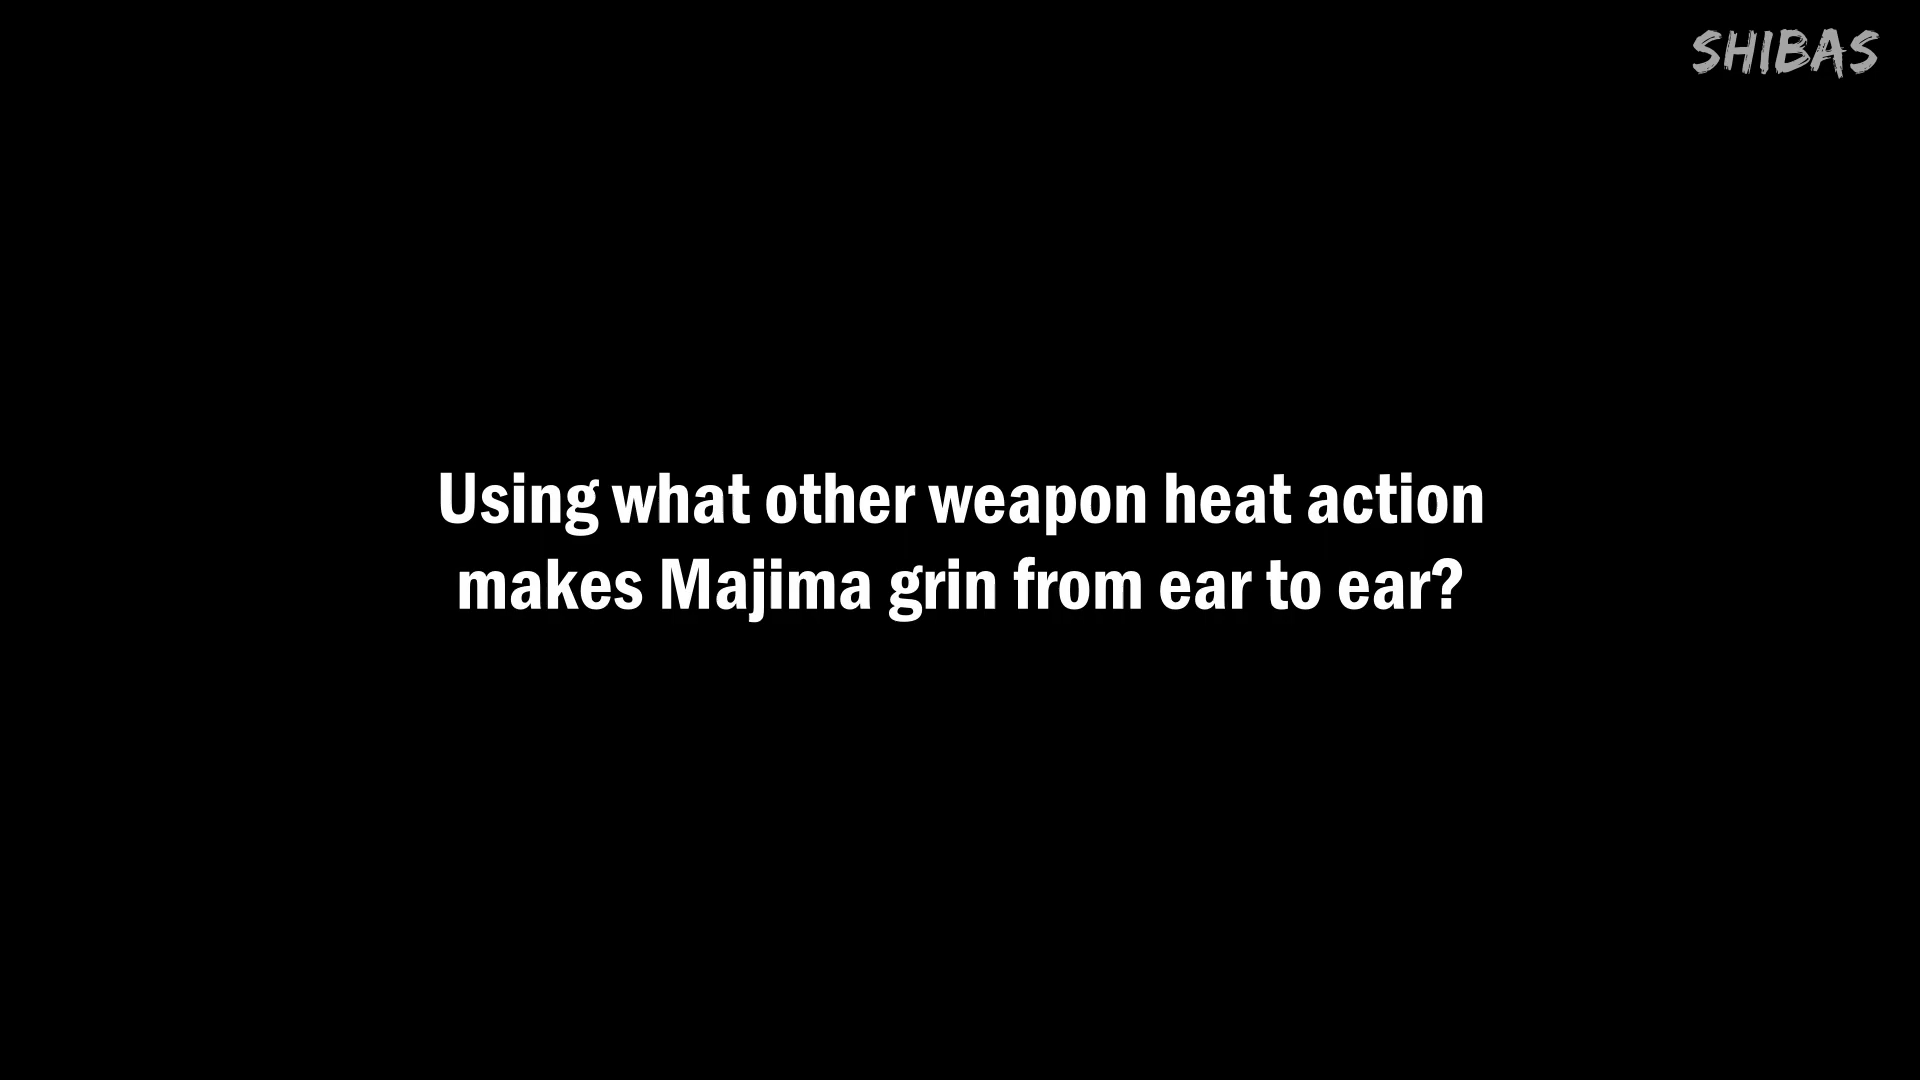 SHIBAS
Using what other weapon heat action
makes Majima grin from ear to ear?